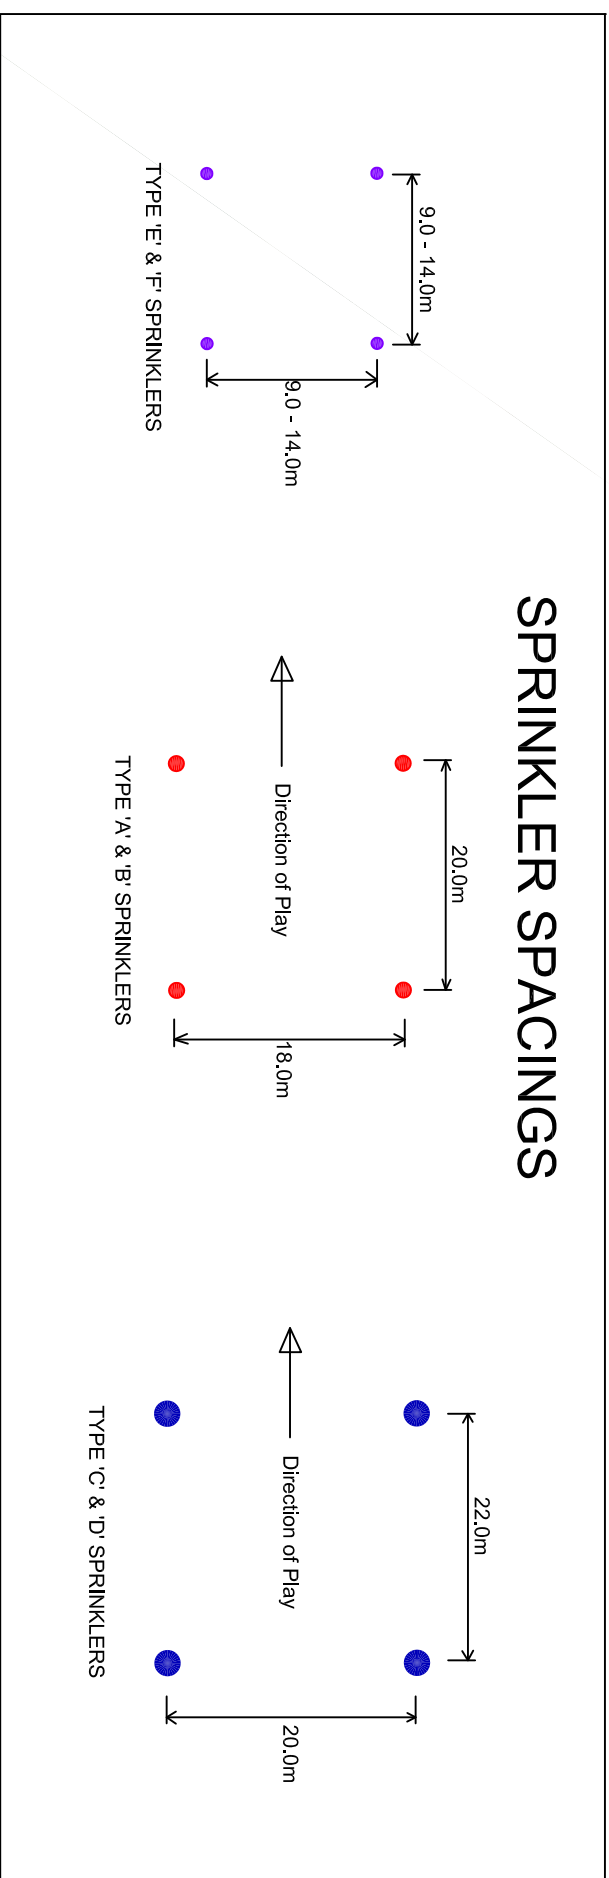 SPRINKLER SPACINGS
9.0 - 14.0m
9.0 - 14.0m
TYPE 'E' & 'F' SPRINKLERS
20.0m
Direction of Play
18.0m
TYPE 'A' & 'B' SPRINKLERS
22.0m
Direction of Play
20.0m
TYPE 'C' & 'D' SPRINKLERS